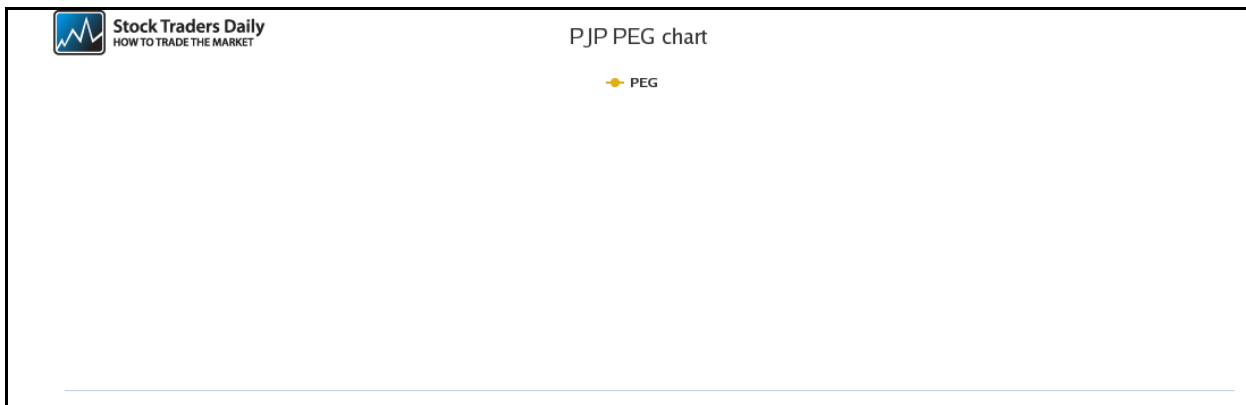 Stock Traders Daily
HOW TO TRADE THE MARKET
PJP PEG chart
PEG